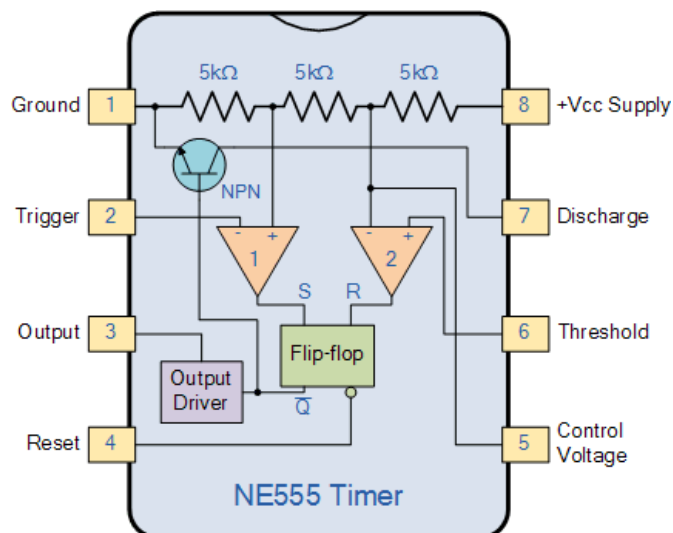 5kΩ 5kΩ 5kΩ
Ground 1 8 +Vcc Supply
NPN
Trigger 2 - + - + 7 Discharge
1 2
S R
Output 3 Flip-flop 6 Threshold
Output
Driver
Q̅
Reset 4 5 Control
Voltage
NE555 Timer